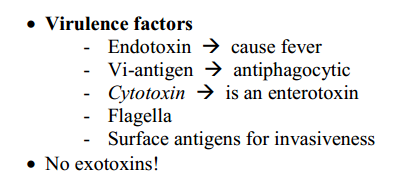 • Virulence factors
- Endotoxin → cause fever
- Vi-antigen → antiphagocytic
- Cytotoxin → is an enterotoxin
- Flagella
- Surface antigens for invasiveness
• No exotoxins!